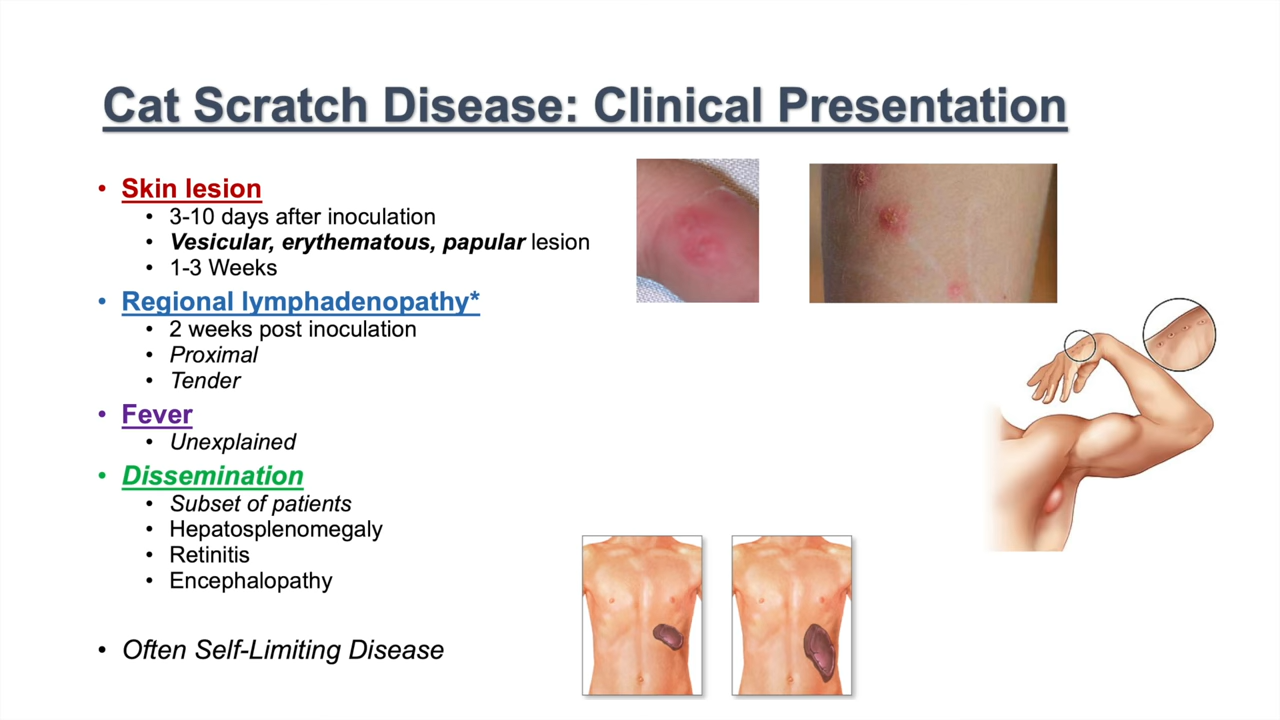 Cat Scratch Disease: Clinical Presentation
• Skin lesion
• 3-10 days after inoculation
• Vesicular, erythematous, papular lesion
• 1-3 Weeks
• Regional lymphadenopathy*
• 2 weeks post inoculation
• Proximal
• Tender
• Fever
• Unexplained
• Dissemination
• Subset of patients
• Hepatosplenomegaly
• Retinitis
• Encephalopathy
• Often Self-Limiting Disease